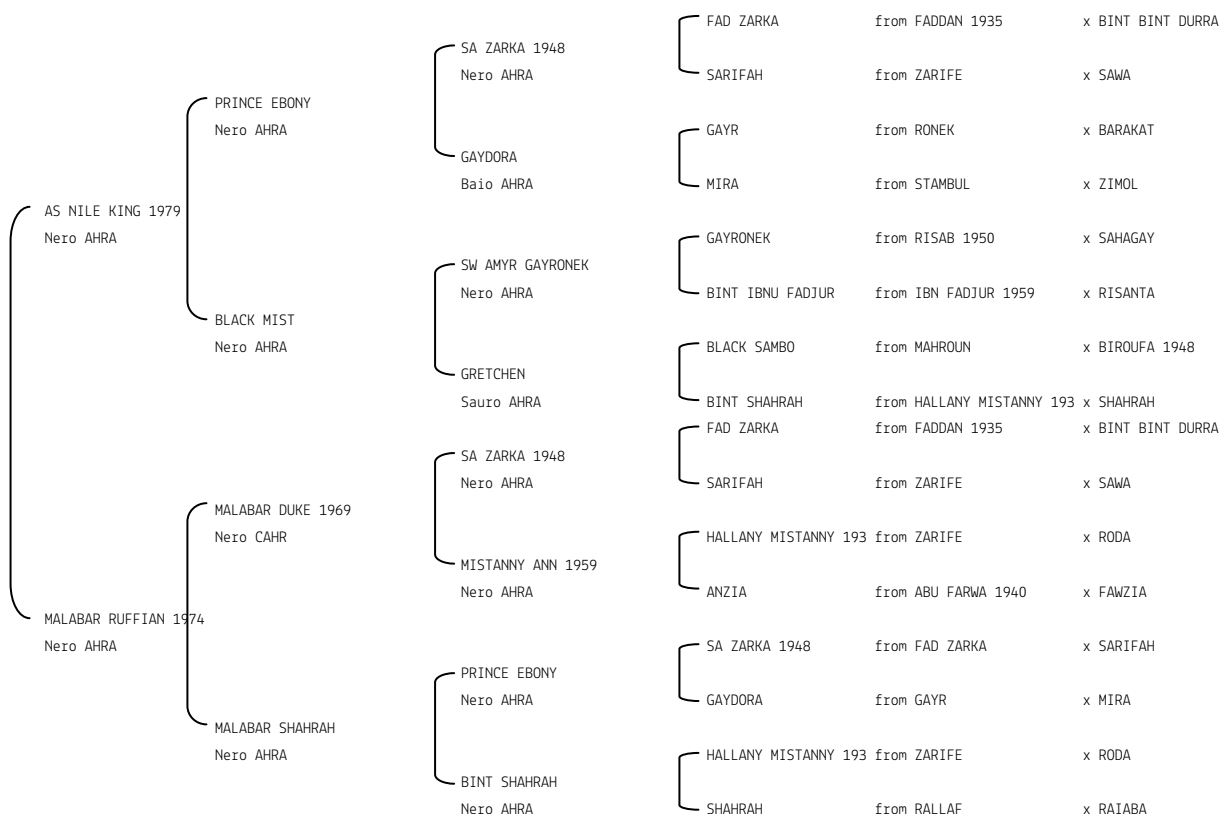 FAD ZARKA from FADDAN 1935 x BINT BINT DURRA
SA ZARKA 1948
Nero AHRA SARIFAH from ZARIFE x SAWA
PRINCE EBONY
Nero AHRA GAYR from RONEK x BARAKAT
GAYDORA
Baio AHRA MIRA from STAMBUL x ZIMOL
AS NILE KING 1979
Nero AHRA GAYRONEK from RISAB 1950 x SAHAGAY
SW AMYR GAYRONEK
Nero AHRA BINT IBNU FADJUR from IBN FADJUR 1959 x RISANTA
BLACK MIST
Nero AHRA BLACK SAMBO from MAHROUN x BIROUFA 1948
GRETCHEN
Sauro AHRA BINT SHAHRAH from HALLANY MISTANNY 193 x SHAHRAH
FAD ZARKA from FADDAN 1935 x BINT BINT DURRA
SA ZARKA 1948
Nero AHRA SARIFAH from ZARIFE x SAWA
MALABAR DUKE 1969
Nero CAHR HALLANY MISTANNY 193 from ZARIFE x RODA
MISTANNY ANN 1959
Nero AHRA ANZIA from ABU FARWA 1940 x FAWZIA
MALABAR RUFFIAN 1974
Nero AHRA SA ZARKA 1948 from FAD ZARKA x SARIFAH
PRINCE EBONY
Nero AHRA GAYDORA from GAYR x MIRA
MALABAR SHAHRAH
Nero AHRA HALLANY MISTANNY 193 from ZARIFE x RODA
BINT SHAHRAH
Nero AHRA SHAHRAH from RALLAF x RAIABA